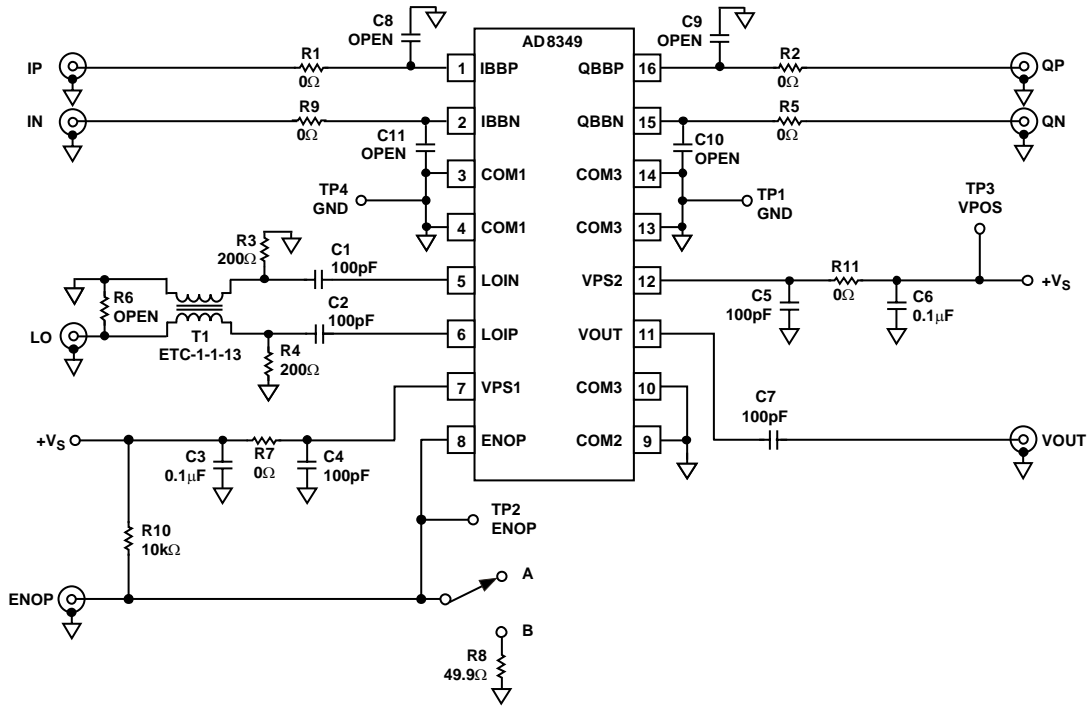 C8
OPEN
C9
OPEN
AD8349
IP
R1
0Ω
1
IBBP
QBBP
16
R2
0Ω
QP
IN
R9
0Ω
2
IBBN
QBBN
15
R5
0Ω
QN
C11
OPEN
C10
OPEN
3
COM1
COM3
14
TP4
GND
TP1
GND
TP3
VPOS
4
COM1
COM3
13
R3
200Ω
C1
100pF
5
LOIN
VPS2
12
R11
0Ω
+VS
R6
OPEN
C2
100pF
C5
100pF
C6
0.1μF
LO
T1
ETC-1-1-13
6
LOIP
VOUT
11
R4
200Ω
7
VPS1
COM3
10
C7
100pF
+VS
8
ENOP
COM2
9
VOUT
C3
0.1μF
R7
0Ω
C4
100pF
TP2
ENOP
R10
10kΩ
A
ENOP
B
R8
49.9Ω